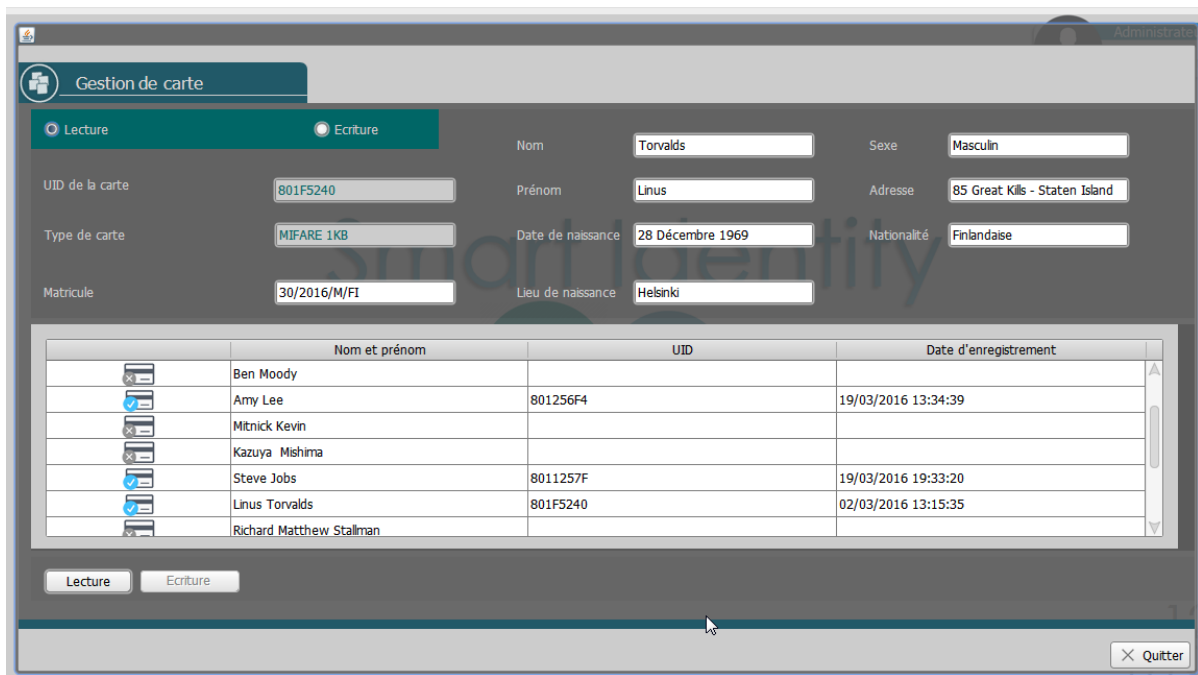 Administrate
Gestion de carte
Lecture Ecriture
Nom Torvalds Sexe Masculin
UID de la carte 801F5240 Prénom Linus Adresse 85 Great Kills - Staten Island
Type de carte MIFARE 1KB Date de naissance 28 Décembre 1969 Nationalité Finlandaise
Smart Identity
Matricule 30/2016/M/FI Lieu de naissance Helsinki
Nom et prénom UID Date d'enregistrement
Ben Moody
Amy Lee 801256F4 19/03/2016 13:34:39
Mitnick Kevin
Kazuya Mishima
Steve Jobs 8011257F 19/03/2016 19:33:20
Linus Torvalds 801F5240 02/03/2016 13:15:35
Richard Matthew Stallman
Lecture Ecriture
Quitter